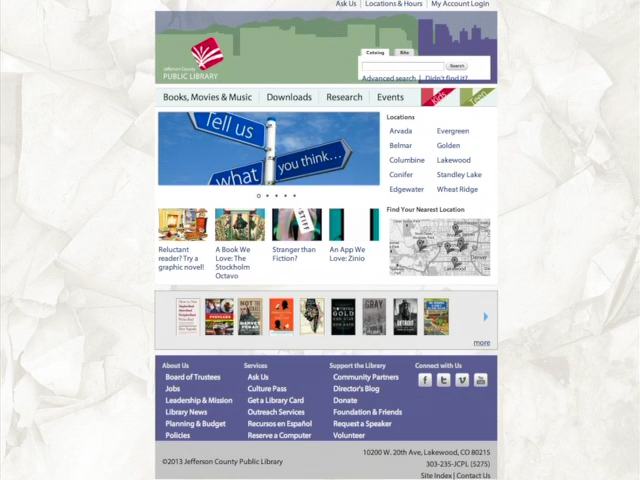 Ask Us | Locations & Hours | My Account Login
Jefferson County
PUBLIC LIBRARY
Catalog
Site
Search
Advanced search | Didn't find it?
Books, Movies & Music
Downloads
Research
Events
Kids
Teen
Tell us
what
you think...
Locations
Arvada
Evergreen
Belmar
Golden
Columbine
Lakewood
Conifer
Standley Lake
Edgewater
Wheat Ridge
Find Your Nearest Location
Denver
Lakewood
STIFF
Reluctant
reader? Try a
graphic novel!
A Book We
Love: The
Stockholm
Octavo
Stranger than
Fiction?
An App We
Love: Zinio
GOLD
GRAY
DETROIT
more
About Us
Board of Trustees
Jobs
Leadership & Mission
Library News
Planning & Budget
Policies
Services
Ask Us
Culture Pass
Get a Library Card
Outreach Services
Recursos en Español
Reserve a Computer
Support the Library
Community Partners
Director's Blog
Donate
Foundation & Friends
Request a Speaker
Volunteer
Connect with Us
©2013 Jefferson County Public Library
10200 W. 20th Ave, Lakewood, CO 80215
303-235-JCPL (5275)
Site Index | Contact Us